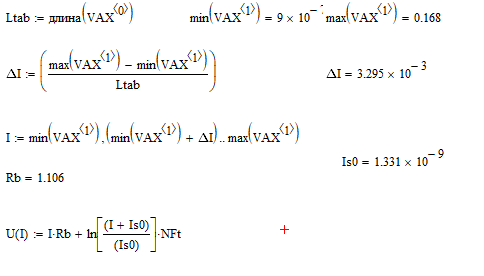 Ltab := длина(VAX^⟨0⟩) min(VAX^⟨1⟩) = 9 × 10^- max(VAX^⟨1⟩) = 0.168
ΔI := ((max(VAX^⟨1⟩) − min(VAX^⟨1⟩)) / Ltab) ΔI = 3.295 × 10^−3
I := min(VAX^⟨1⟩), (min(VAX^⟨1⟩) + ΔI) .. max(VAX^⟨1⟩)
Is0 = 1.331 × 10^−9
Rb = 1.106
U(I) := I·Rb + ln[(I + Is0) / (Is0)]·NFt